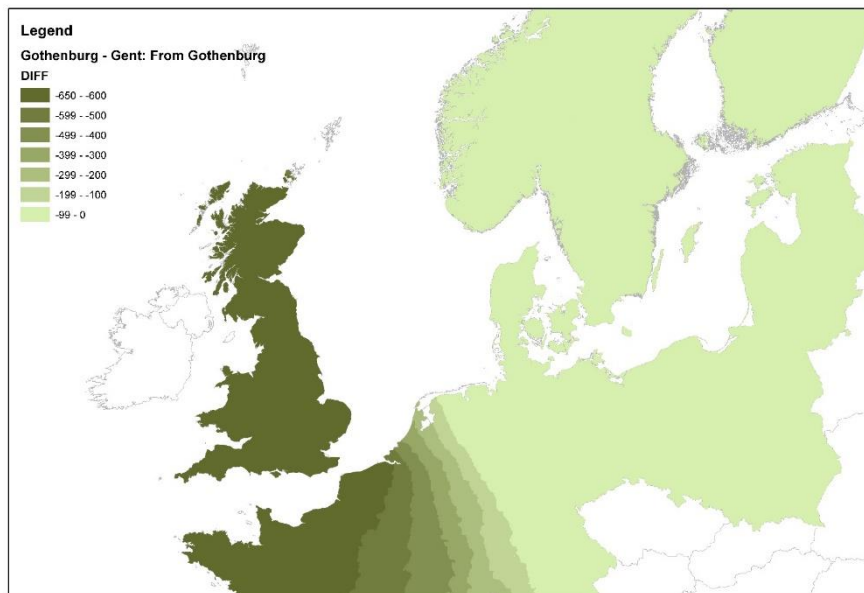 Legend
Gothenburg - Gent: From Gothenburg
DIFF
-650 - -600
-599 - -500
-499 - -400
-399 - -300
-299 - -200
-199 - -100
-99 - 0